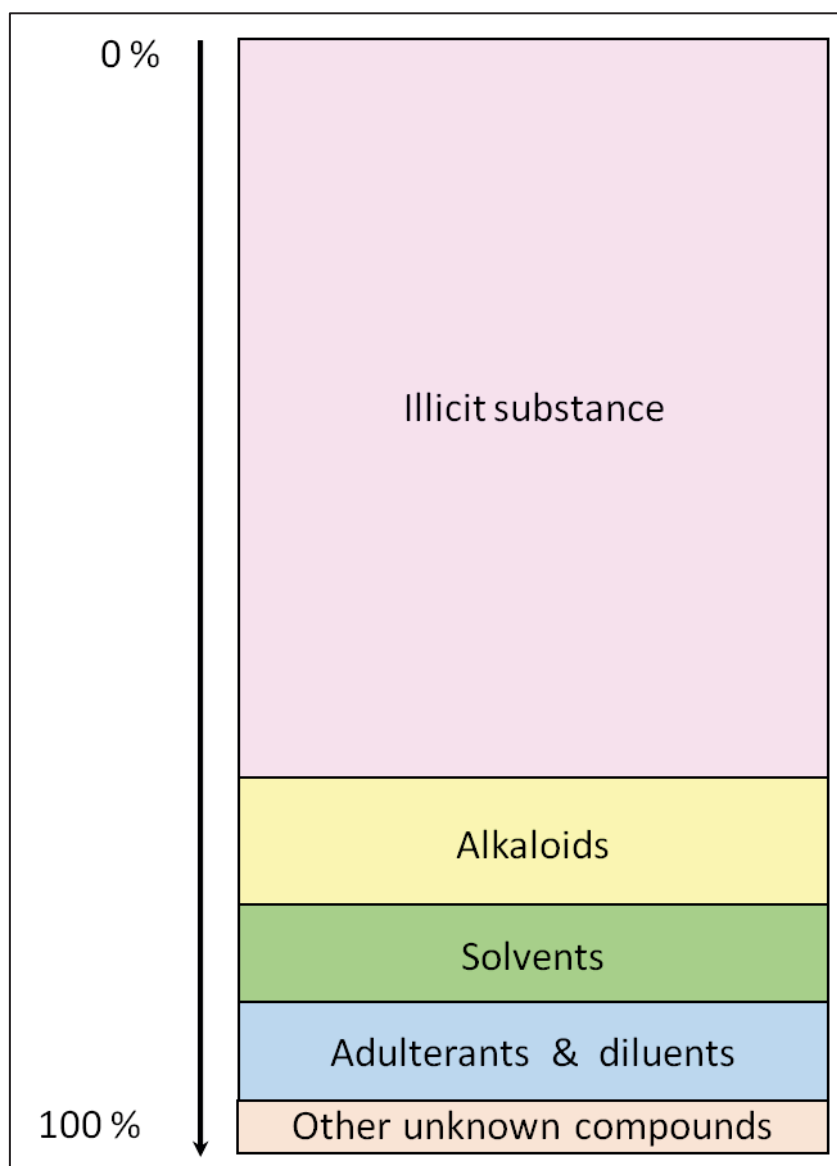 0 %
Illicit substance
Alkaloids
Solvents
Adulterants & diluents
Other unknown compounds
100 %